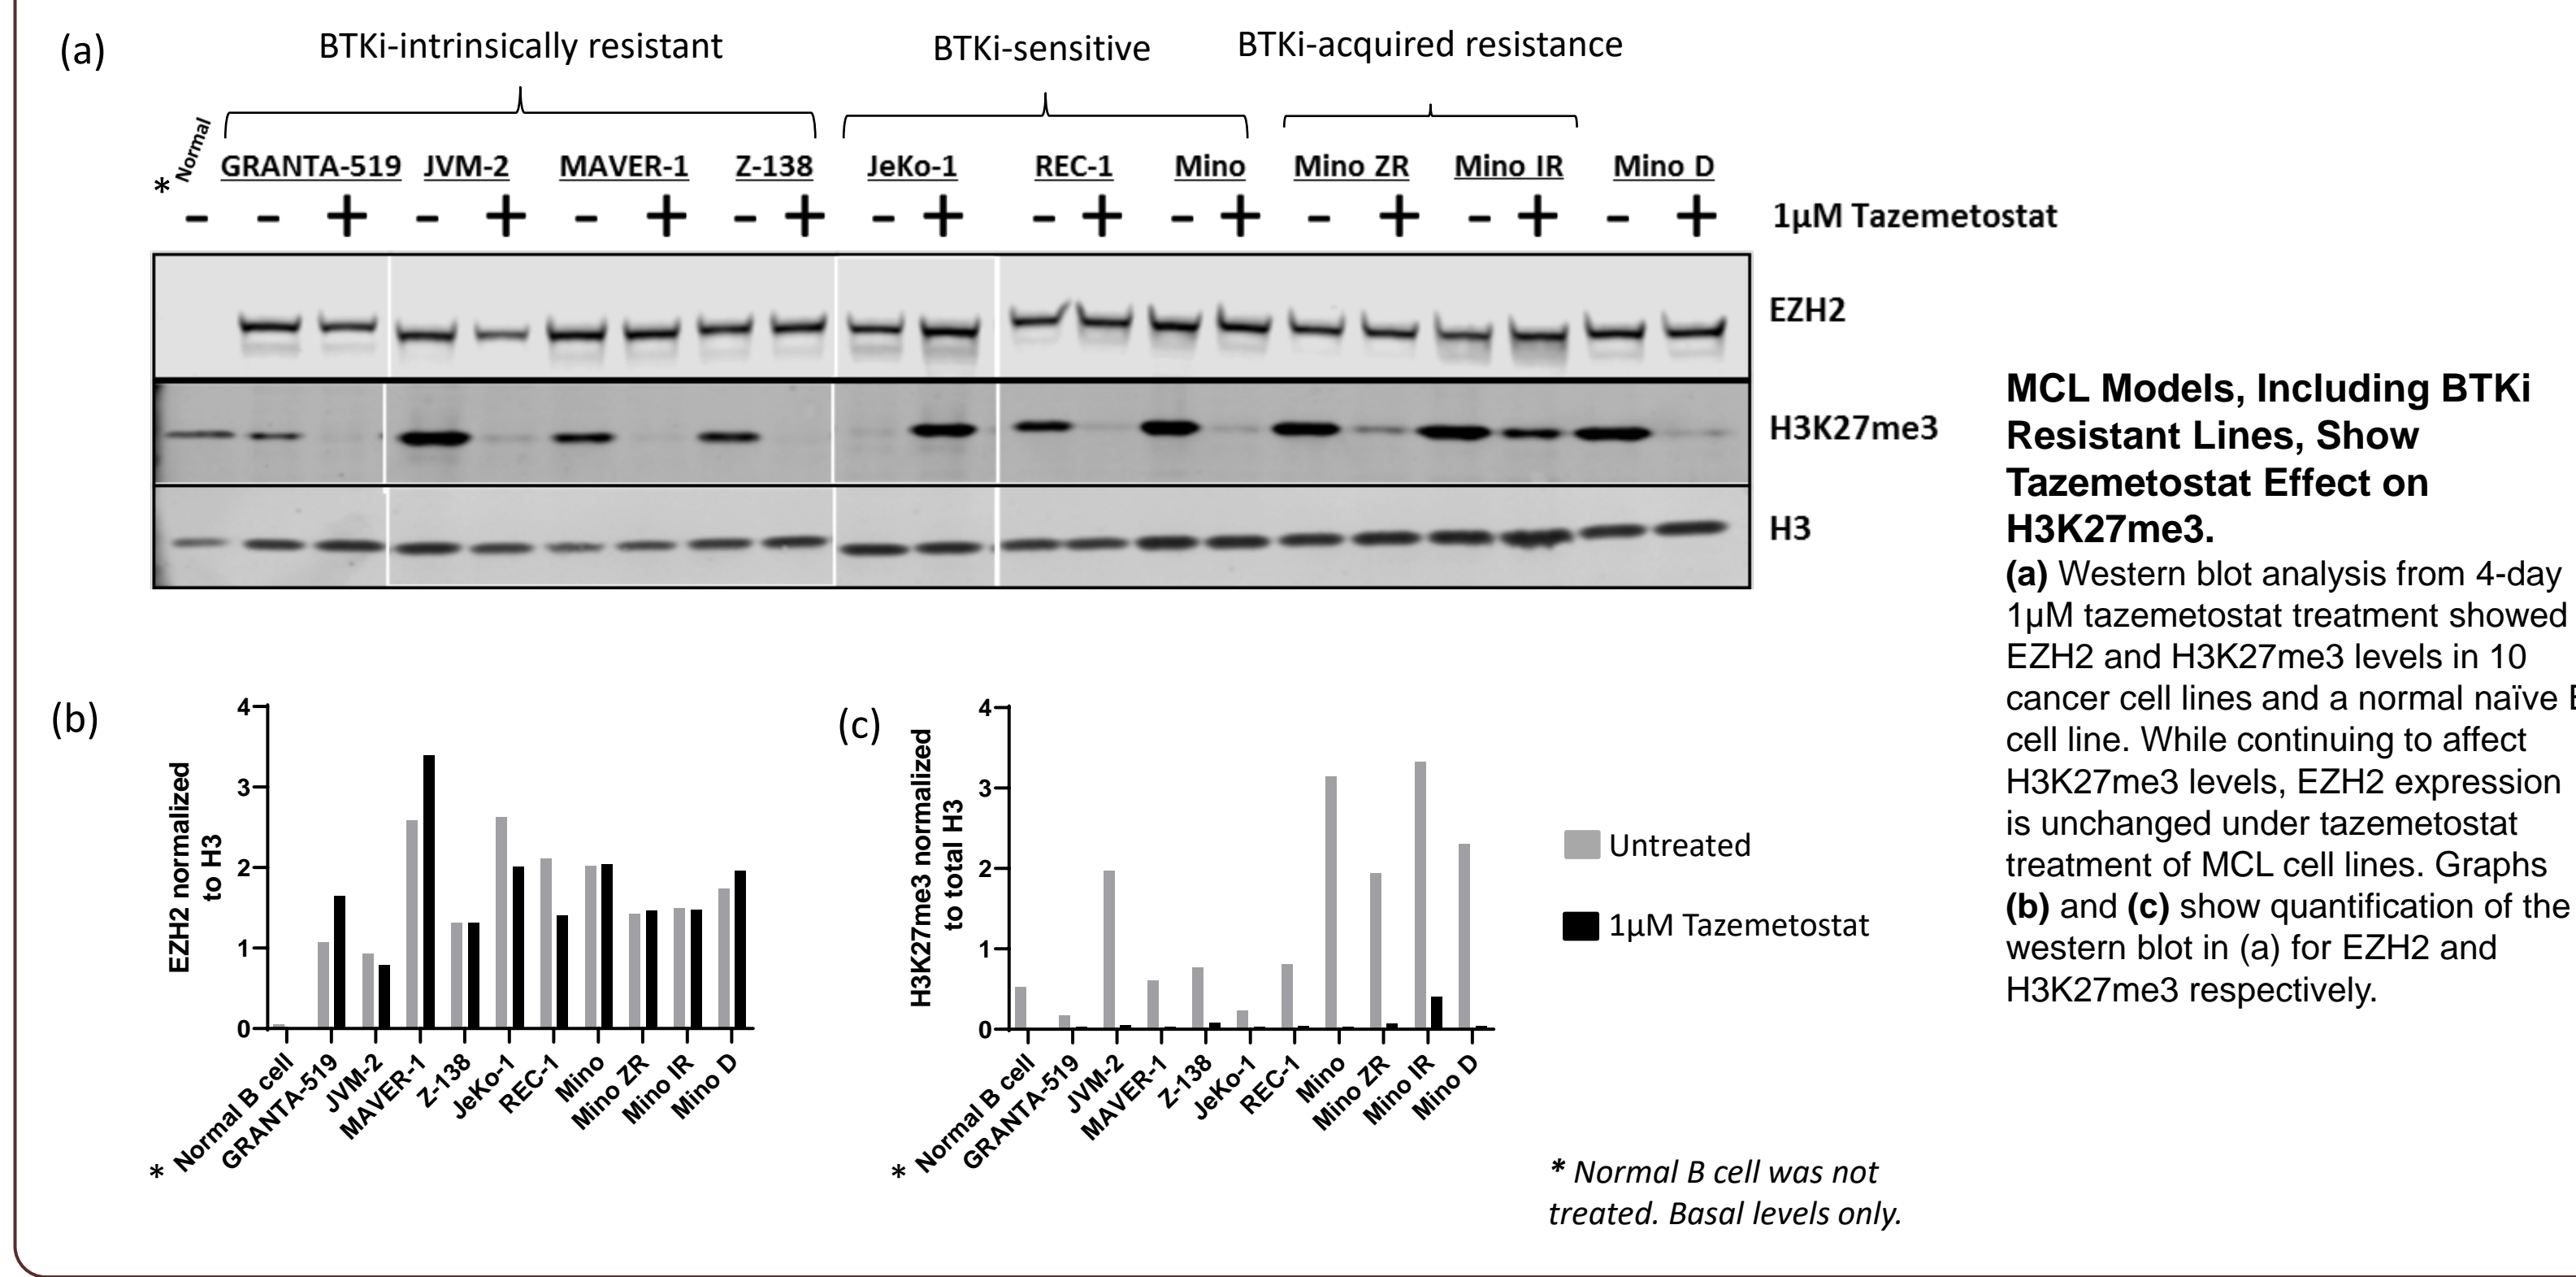 (a)
BTKi-intrinsically resistant
BTKi-sensitive
BTKi-acquired resistance
* Normal
GRANTA-519 JVM-2 MAVER-1 Z-138 JeKo-1 REC-1 Mino Mino ZR Mino IR Mino D
- - + - + - + - + - + - + - + - + - + - + 1µM Tazemetostat
EZH2
H3K27me3
H3
MCL Models, Including BTKi
Resistant Lines, Show
Tazemetostat Effect on
H3K27me3.
(a) Western blot analysis from 4-day
1µM tazemetostat treatment showed
EZH2 and H3K27me3 levels in 10
cancer cell lines and a normal naïve
cell line. While continuing to affect
H3K27me3 levels, EZH2 expression
is unchanged under tazemetostat
treatment of MCL cell lines. Graphs
(b) and (c) show quantification of the
western blot in (a) for EZH2 and
H3K27me3 respectively.
(b)
EZH2 normalized
to H3
4
3
2
1
0
* Normal B cell
GRANTA-519
JVM-2
MAVER-1
Z-138
JeKo-1
REC-1
Mino
Mino ZR
Mino IR
Mino D
(c)
H3K27me3 normalized
to total H3
4
3
2
1
0
* Normal B cell
GRANTA-519
JVM-2
MAVER-1
Z-138
JeKo-1
REC-1
Mino
Mino ZR
Mino IR
Mino D
Untreated
1µM Tazemetostat
* Normal B cell was not
treated. Basal levels only.